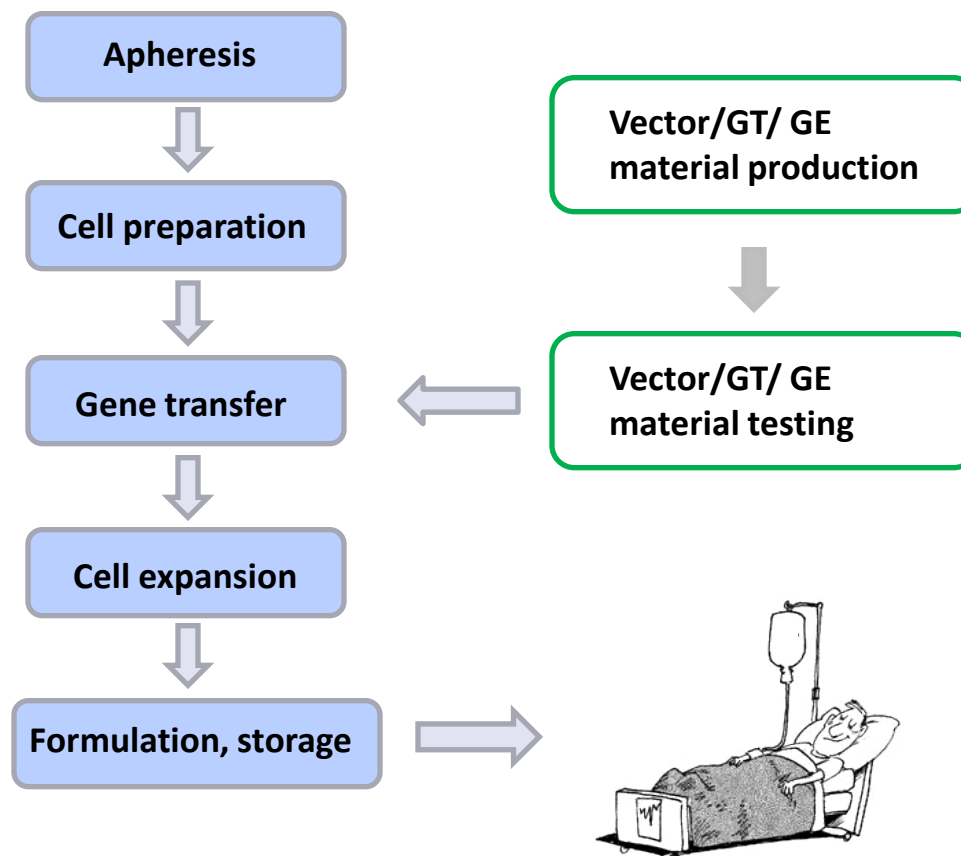 Apheresis
Cell preparation
Gene transfer
Cell expansion
Formulation, storage
Vector/GT/ GE
material production
Vector/GT/ GE
material testing